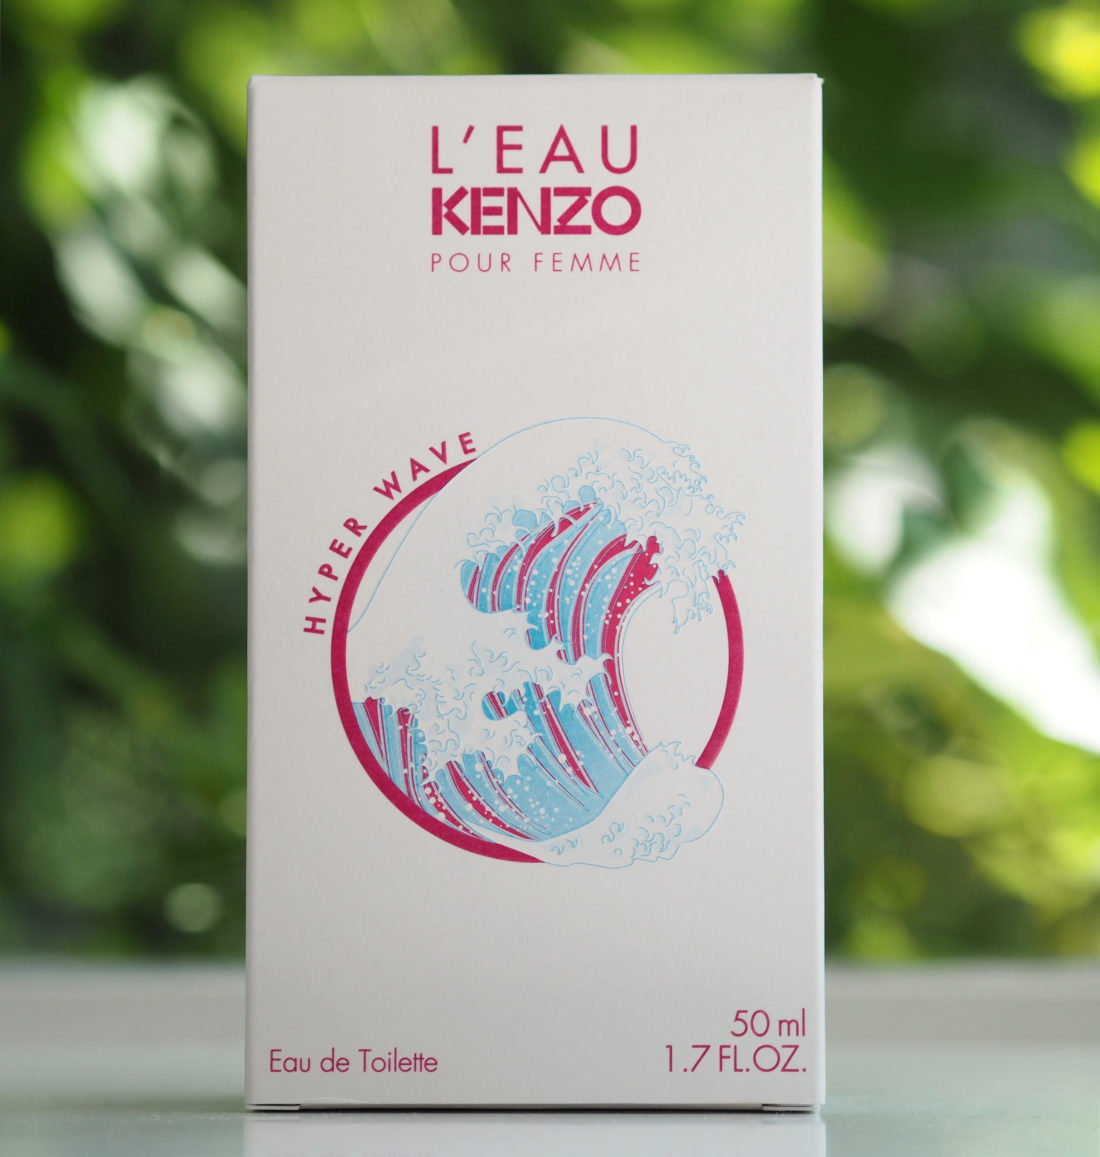 L'EAU
KENZO
POUR FEMME
HYPER WAVE
Eau de Toilette
50 ml
1.7 FL.OZ.